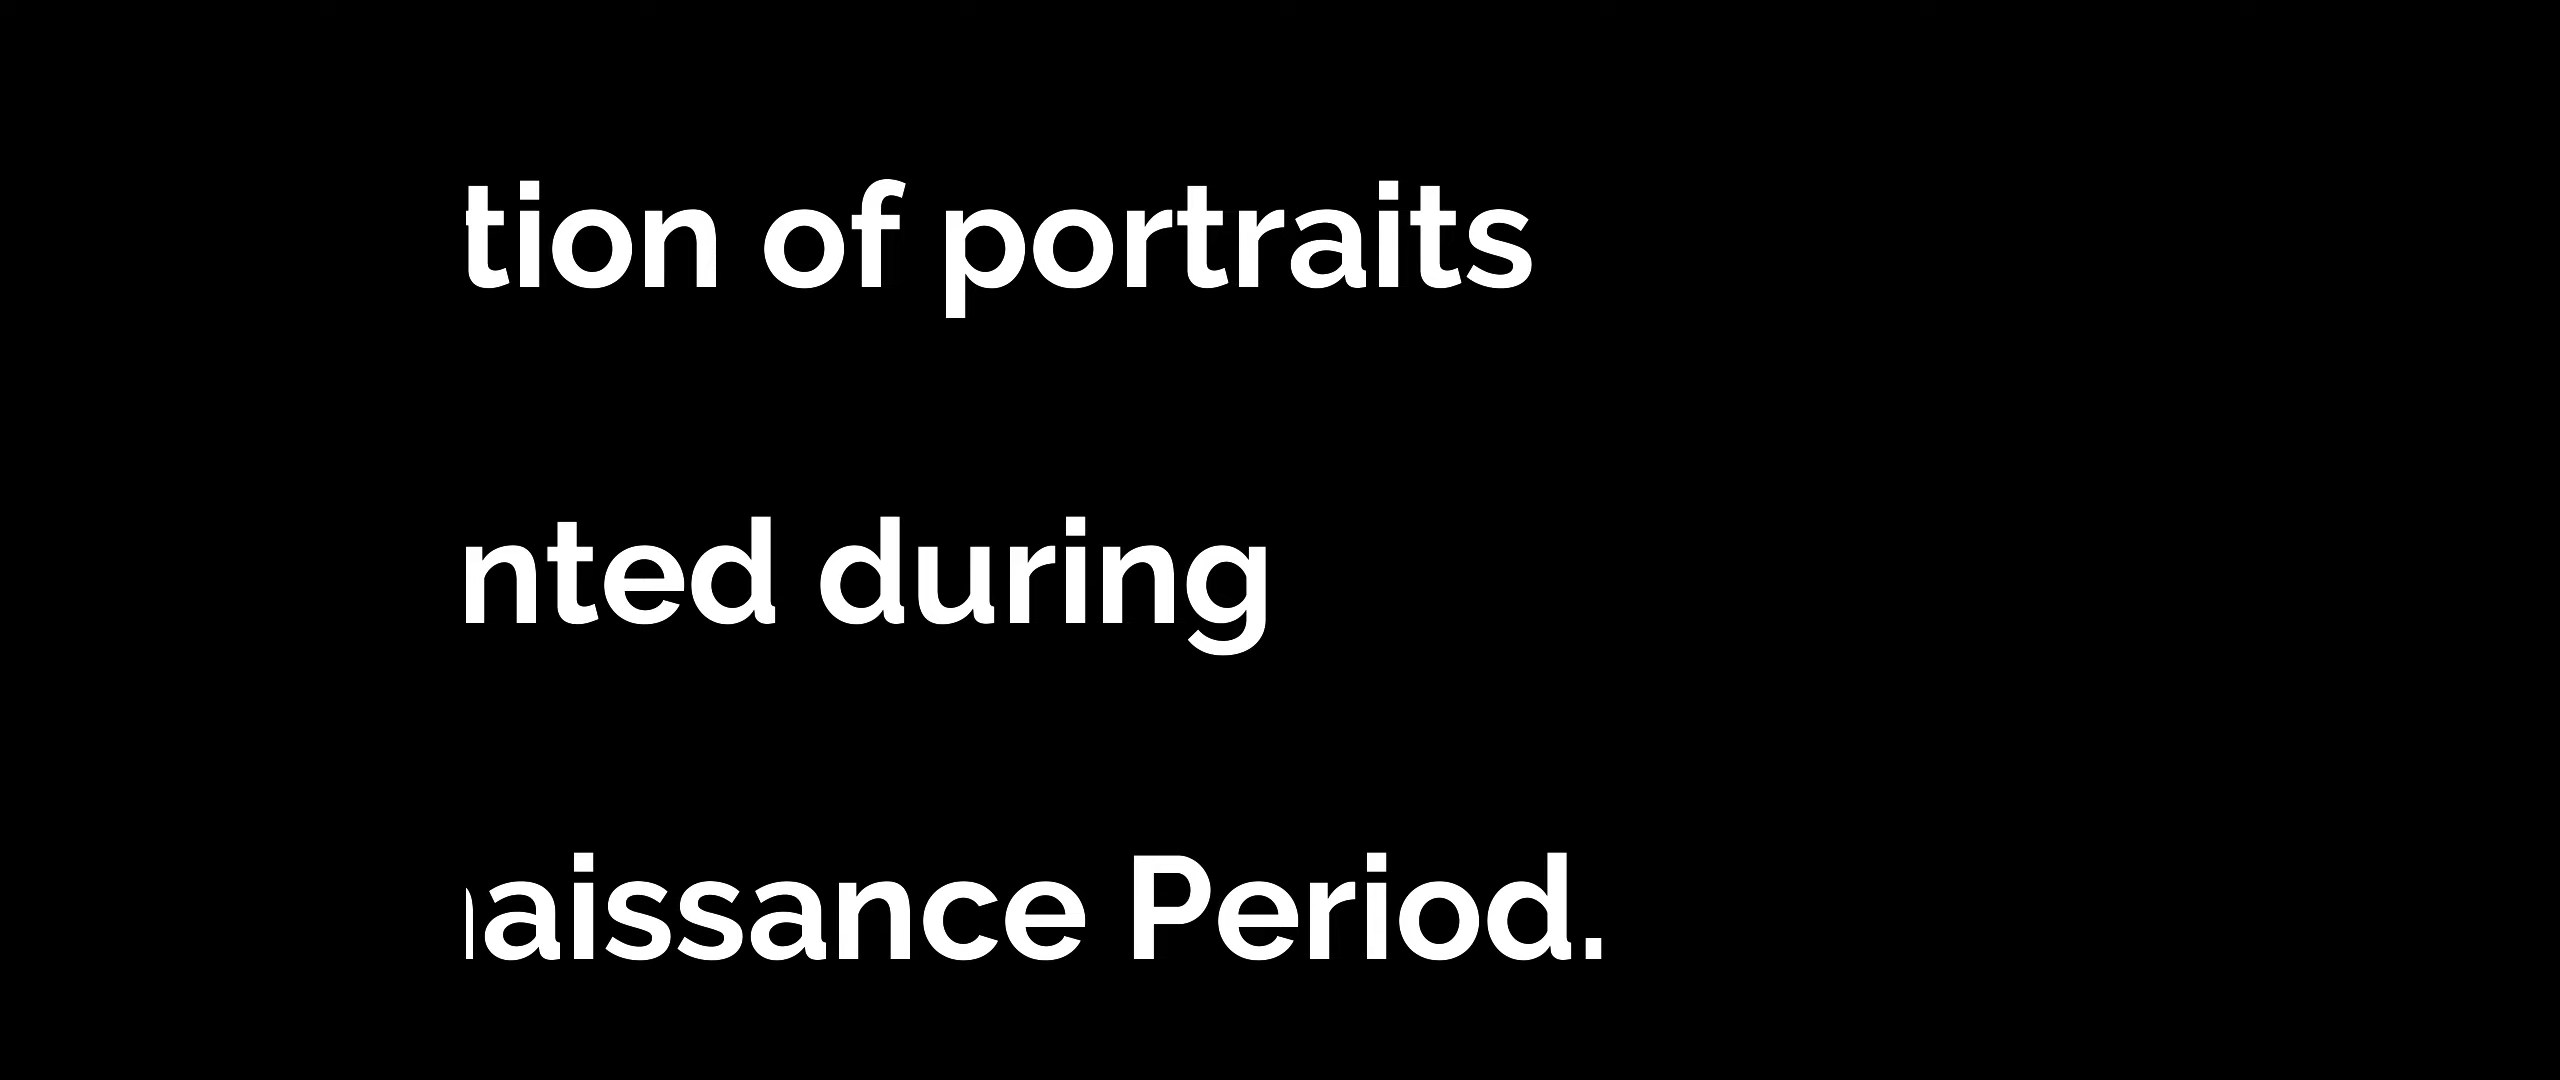 tion of portraits
nted during
aissance Period.